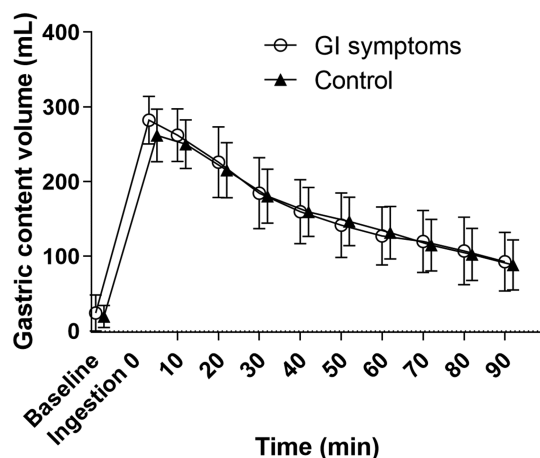 Gastric content volume (mL)
400
300
200
100
0
GI symptoms
Control
Baseline
Ingestion 0
10
20
30
40
50
60
70
80
90
Time (min)